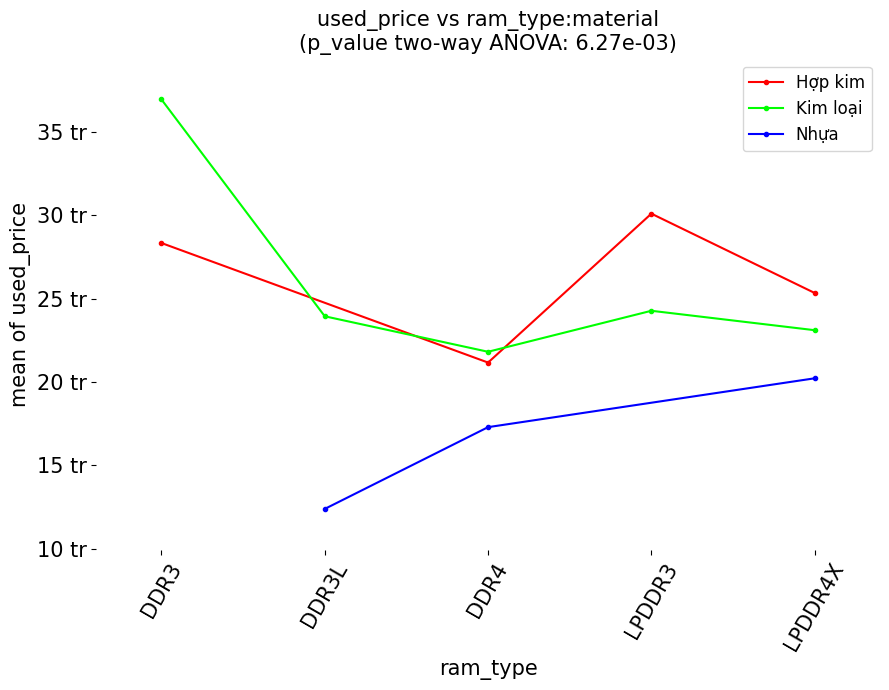 used_price vs ram_type:material
(p_value two-way ANOVA: 6.27e-03)
Hợp kim
Kim loại
Nhựa
mean of used_price
35 tr
30 tr
25 tr
20 tr
15 tr
10 tr
DDR3
DDR3L
DDR4
LPDDR3
LPDDR4X
ram_type